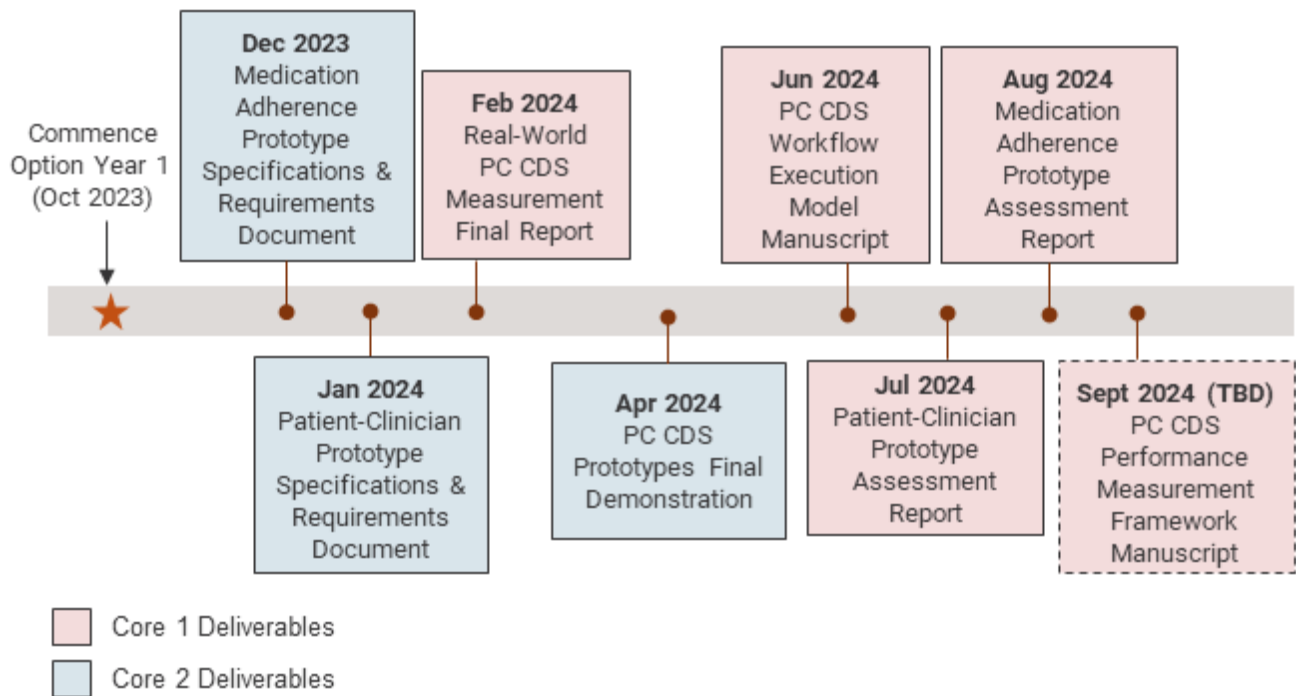 Commence
Option Year 1
(Oct 2023)
Dec 2023
Medication
Adherence
Prototype
Specifications &
Requirements
Document
Feb 2024
Real-World
PC CDS
Measurement
Final Report
Jun 2024
PC CDS
Workflow
Execution
Model
Manuscript
Aug 2024
Medication
Adherence
Prototype
Assessment
Report
Jan 2024
Patient-Clinician
Prototype
Specifications &
Requirements
Document
Apr 2024
PC CDS
Prototypes Final
Demonstration
Jul 2024
Patient-Clinician
Prototype
Assessment
Report
Sept 2024 (TBD)
PC CDS
Performance
Measurement
Framework
Manuscript
Core 1 Deliverables
Core 2 Deliverables